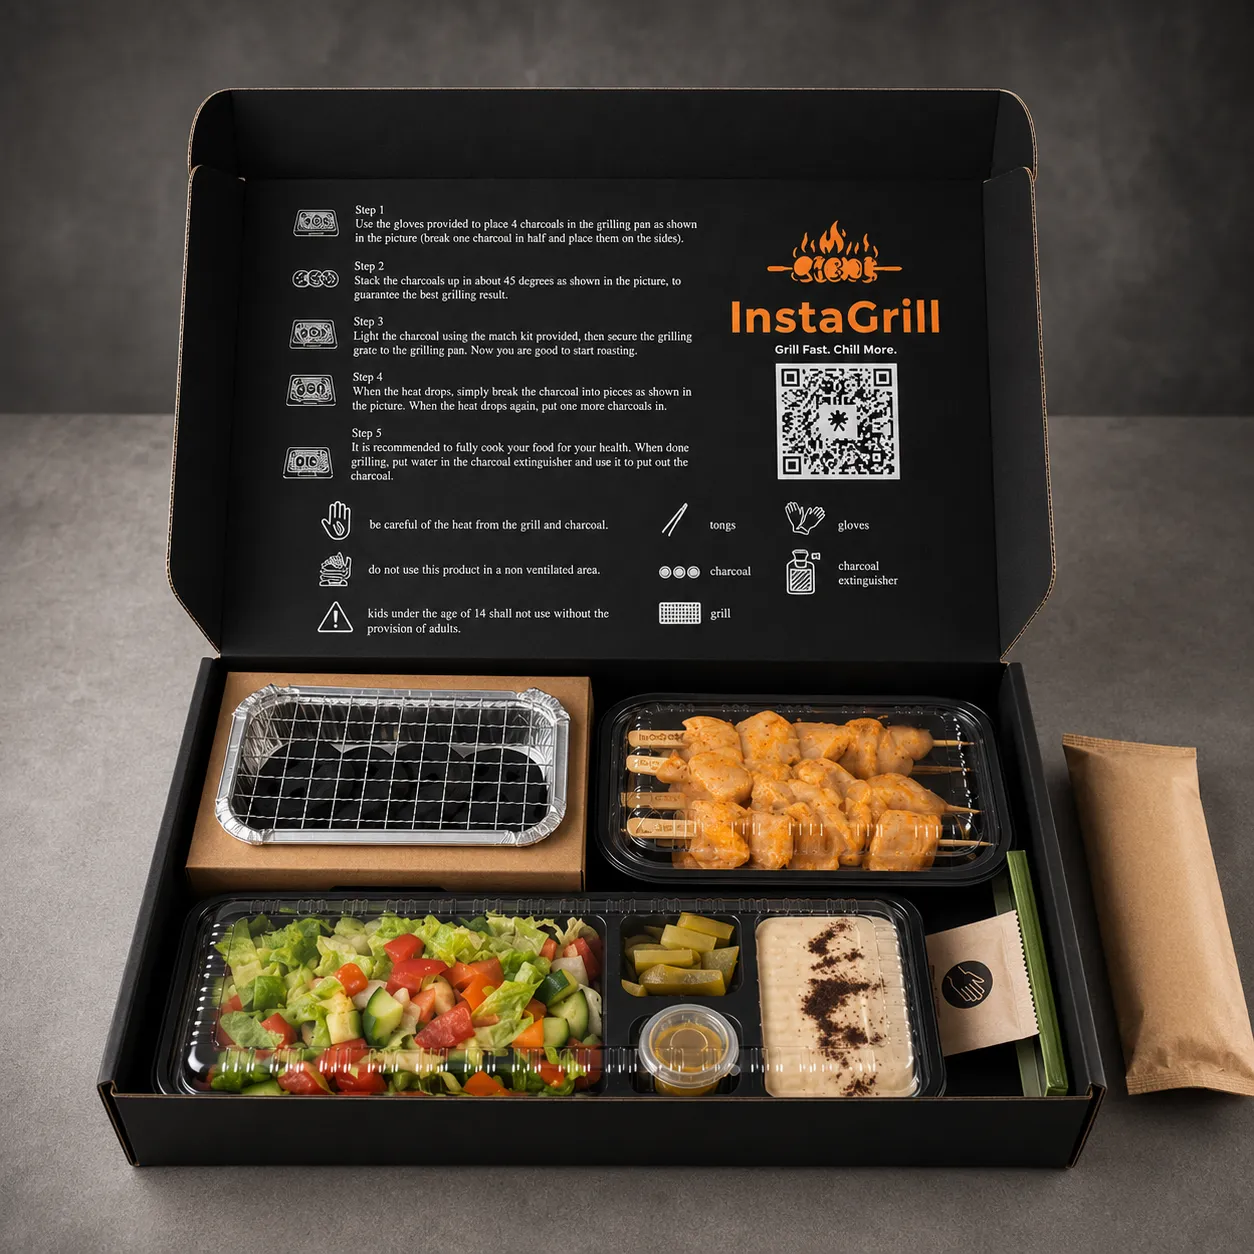 Step 1
Use the gloves provided to place 4 charcoals in the grilling pan as shown
in the picture (break one charcoal in half and place them on the sides).
Step 2
Stack the charcoals up in about 45 degrees as shown in the picture, to
guarantee the best grilling result.
Step 3
Light the charcoal using the match kit provided, then secure the grilling
grate to the grilling pan. Now you are good to start roasting.
Step 4
When the heat drops, simply break the charcoal into pieces as shown in
the picture. When the heat drops again, put one more charcoals in.
Step 5
It is recommended to fully cook your food for your health. When done
grilling, put water in the charcoal extinguisher and use it to put out the
charcoal.
be careful of the heat from the grill and charcoal.
do not use this product in a non ventilated area.
kids under the age of 14 shall not use without the
provision of adults.
InstaGrill
Grill Fast. Chill More.
tongs
gloves
charcoal
charcoal
extinguisher
grill